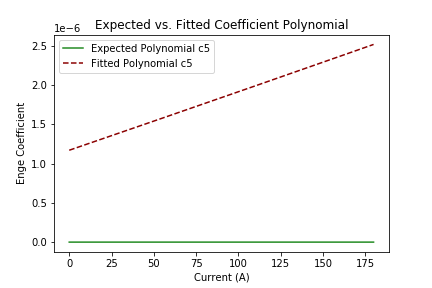 Expected vs. Fitted Coefficient Polynomial
1e−6
Expected Polynomial c5
Fitted Polynomial c5
2.5
2.0
1.5
1.0
0.5
0.0
Enge Coefficient
0 25 50 75 100 125 150 175
Current (A)